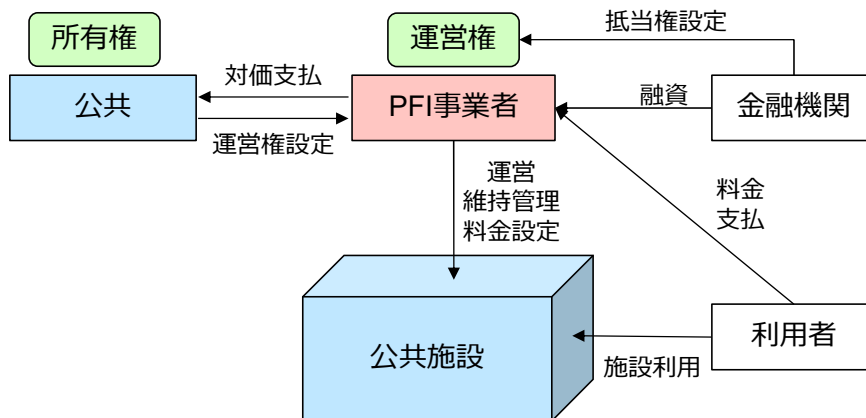 所有権
運営権
抵当権設定
公共
対価支払
運営権設定
PFI事業者
融資
金融機関
運営
維持管理
料金設定
料金
支払
公共施設
施設利用
利用者